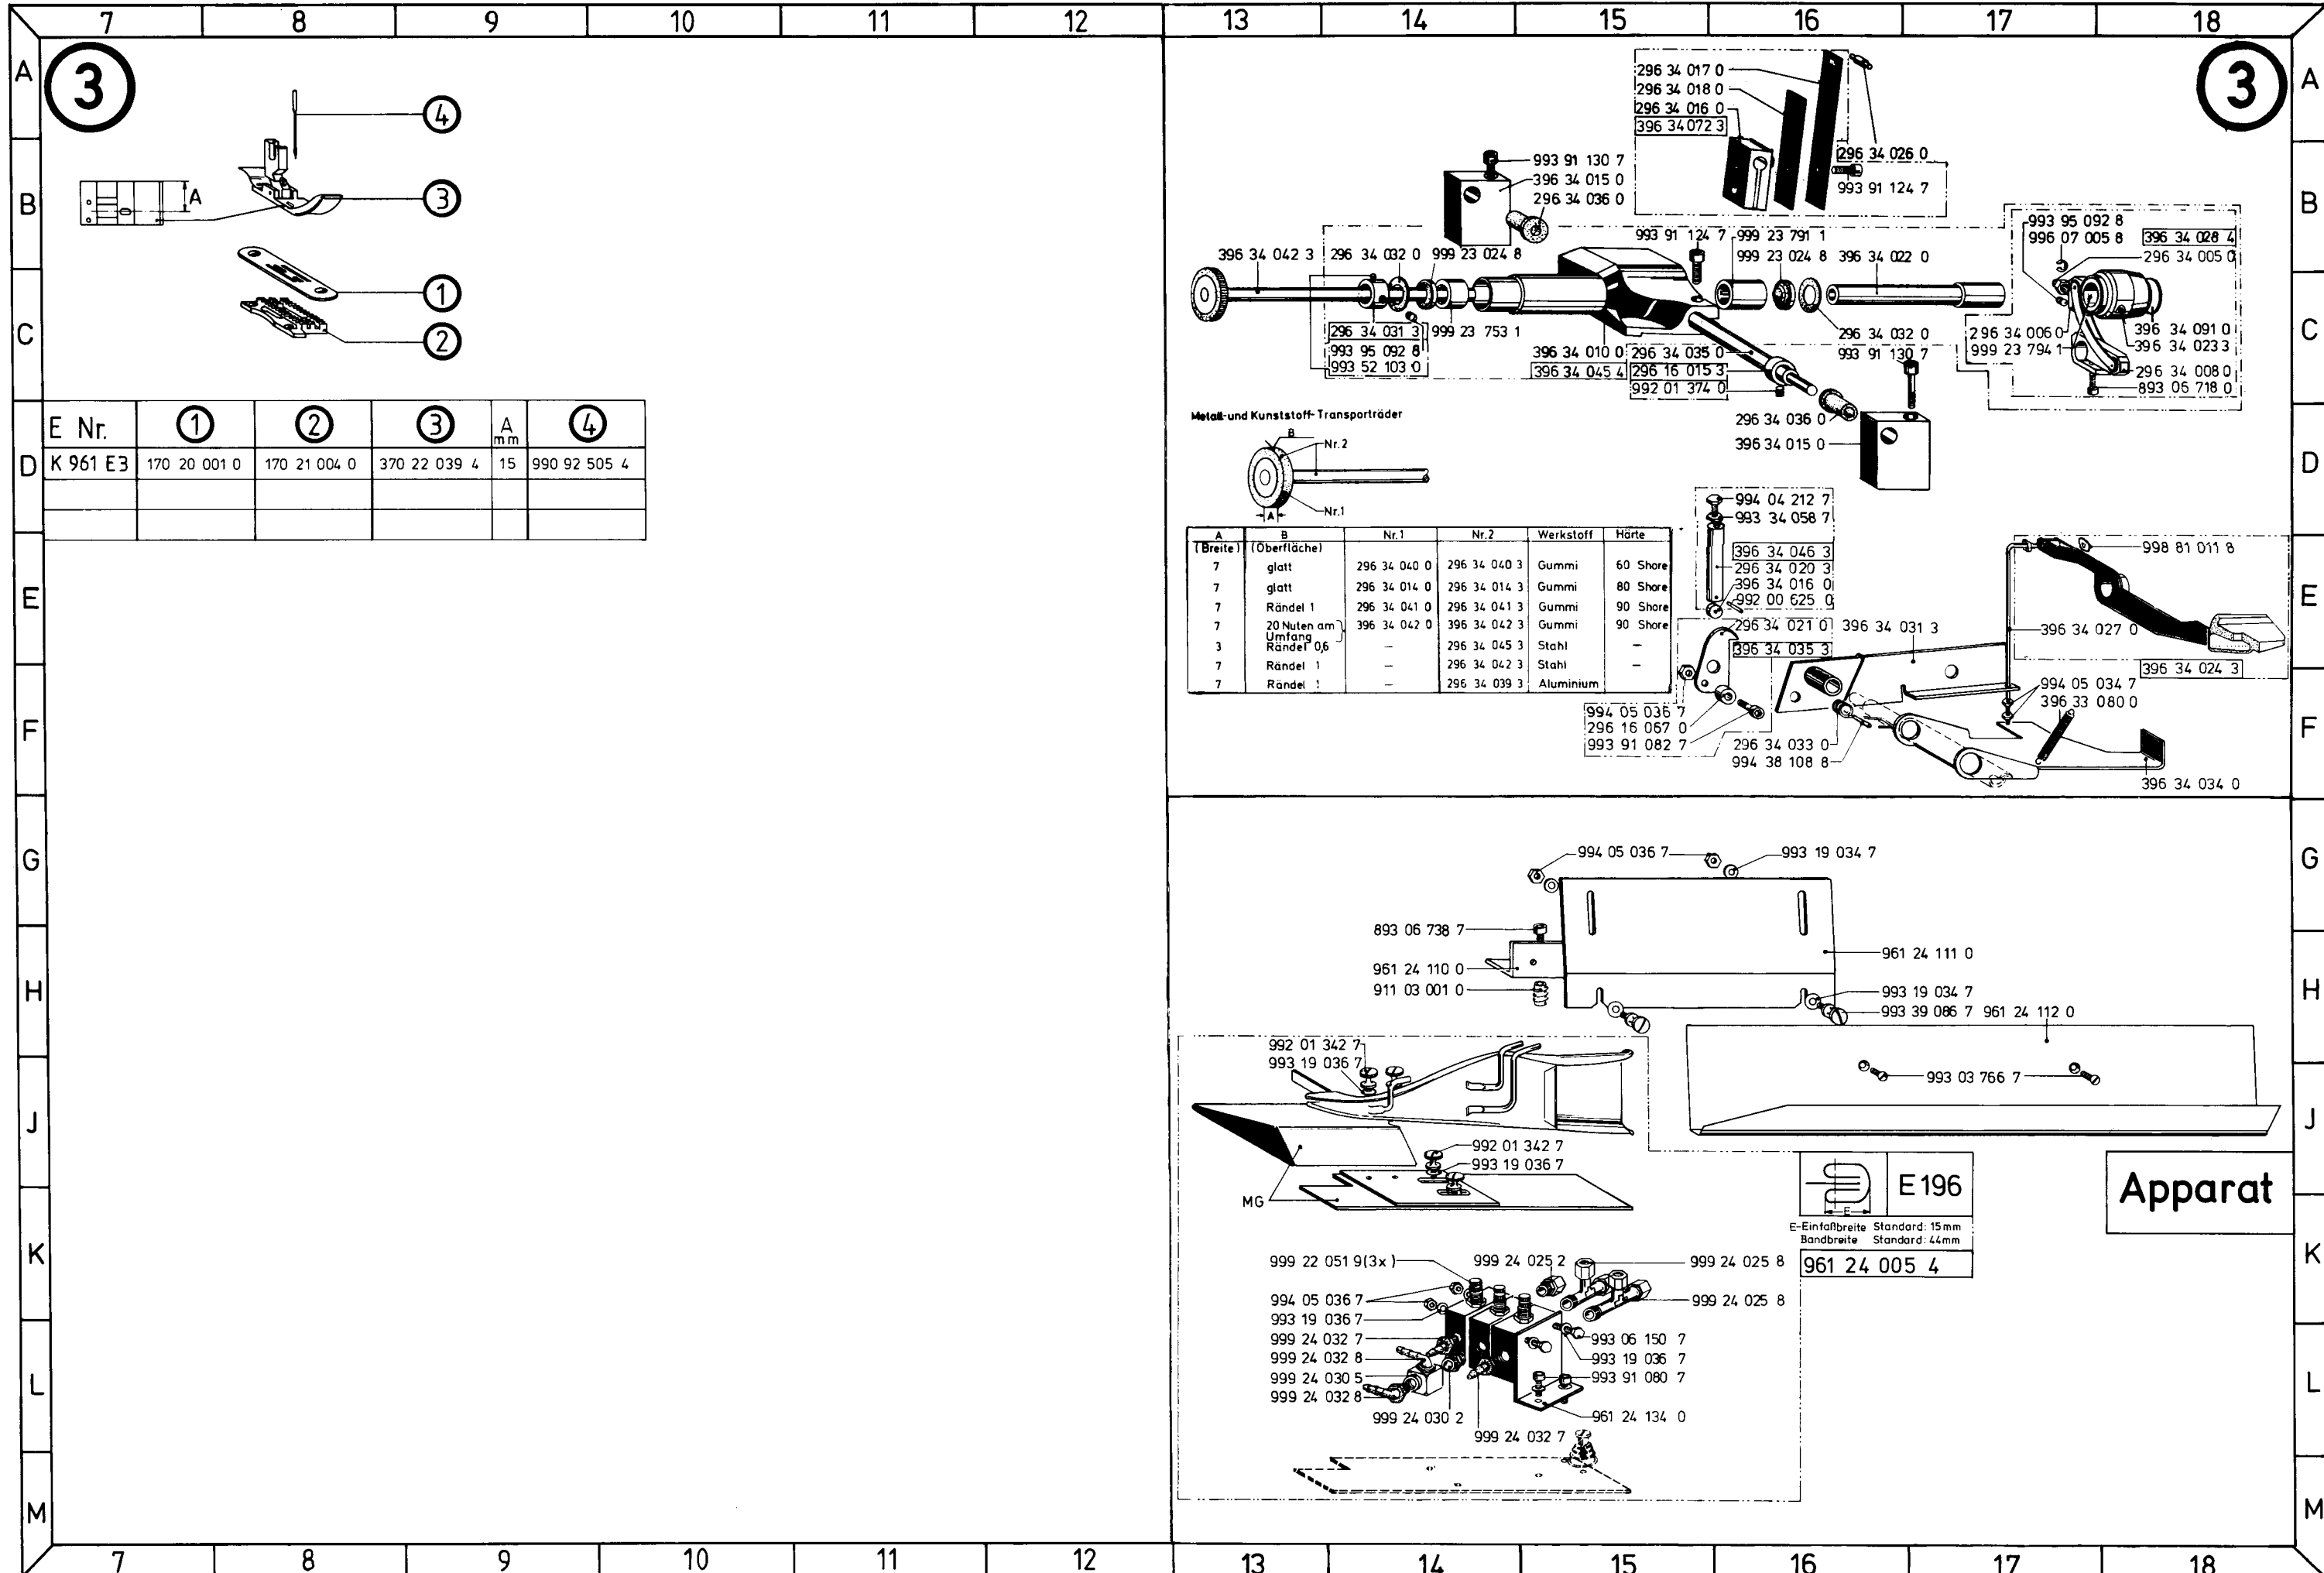 7 8 9 10 11 12 13 14 15 16 17 18
A B C D E F G H J K L M
3
4
A
3
1
2
E Nr. 1 2 3 A mm 4
K 961 E3 170 20 001 0 170 21 004 0 370 22 039 4 15 990 92 505 4
3
296 34 017 0
296 34 018 0
296 34 016 0
396 34 072 3
296 34 026 0
993 91 124 7
993 91 130 7
396 34 015 0
296 34 036 0
993 95 092 8
996 07 005 8
396 34 028 4
296 34 005 0
396 34 042 3
296 34 032 0
999 23 024 8
993 91 124 7
999 23 791 1
999 23 024 8
396 34 022 0
296 34 031 3
993 95 092 8
993 52 103 0
999 23 753 1
396 34 010 0
396 34 045 4
296 34 035 0
296 16 015 3
992 01 374 0
296 34 032 0
993 91 130 7
296 34 006 0
999 23 794 1
396 34 091 0
396 34 023 3
296 34 008 0
893 06 718 0
296 34 036 0
396 34 015 0
Metall-und Kunststoff-Transporträder
B
Nr.2
A
Nr.1
A (Breite) B (Oberfläche) Nr.1 Nr.2 Werkstoff Härte
7 glatt 296 34 040 0 296 34 040 3 Gummi 60 Shore
7 glatt 296 34 014 0 296 34 014 3 Gummi 80 Shore
7 Rändel 1 296 34 041 0 296 34 041 3 Gummi 90 Shore
7 20 Nuten am Umfang 396 34 042 0 396 34 042 3 Gummi 90 Shore
3 Rändel 0,6 – 296 34 045 3 Stahl –
7 Rändel 1 – 296 34 042 3 Stahl –
7 Rändel 1 – 296 34 039 3 Aluminium
994 04 212 7
993 34 058 7
396 34 046 3
296 34 020 3
396 34 016 0
992 00 625 0
296 34 021 0
396 34 035 3
396 34 031 3
998 81 011 8
396 34 027 0
396 34 024 3
994 05 034 7
396 33 080 0
994 05 036 7
296 16 067 0
993 91 082 7
296 34 033 0
994 38 108 8
396 34 034 0
994 05 036 7
993 19 034 7
893 06 738 7
961 24 110 0
911 03 001 0
961 24 111 0
993 19 034 7
993 39 086 7
961 24 112 0
992 01 342 7
993 19 036 7
993 03 766 7
992 01 342 7
993 19 036 7
MG
E
E196
E-Einfaßbreite Standard: 15mm
Bandbreite Standard: 44mm
961 24 005 4
Apparat
999 22 051 9(3x)
999 24 025 2
999 24 025 8
994 05 036 7
993 19 036 7
999 24 032 7
999 24 032 8
999 24 030 5
999 24 032 8
999 24 025 8
993 06 150 7
993 19 036 7
993 91 080 7
999 24 030 2
961 24 134 0
999 24 032 7
A B C D E F G H J K L M
7 8 9 10 11 12 13 14 15 16 17 18